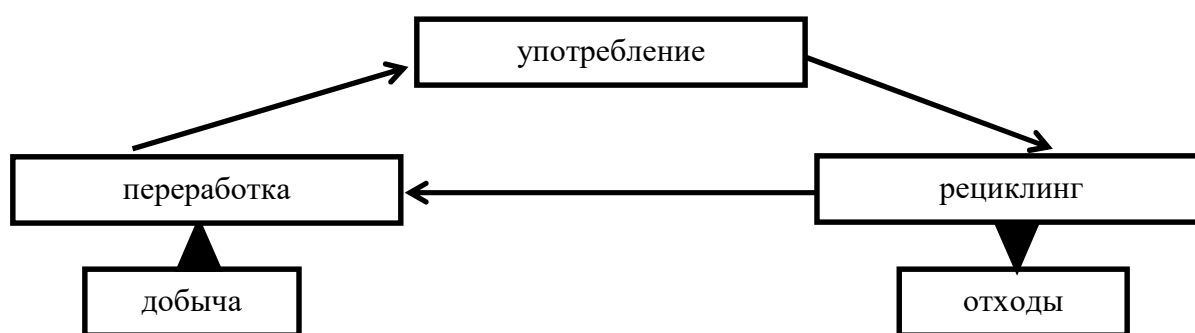 употребление
переработка
рециклинг
добыча
отходы